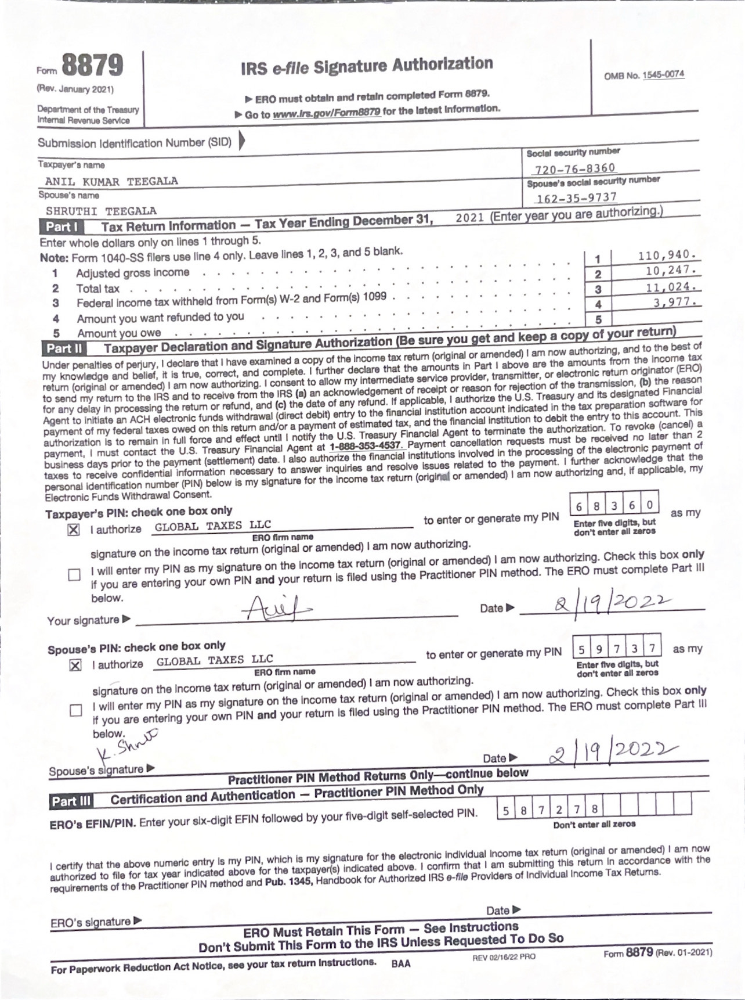 Form 8879
(Rev. January 2021)
Department of the Treasury
Internal Revenue Service
IRS e-file Signature Authorization
▶ ERO must obtain and retain completed Form 8879.
▶ Go to www.irs.gov/Form8879 for the latest information.
OMB No. 1545-0074
Submission Identification Number (SID) ▶
Taxpayer's name
ANIL KUMAR TEEGALA
Social security number
720-76-8360
Spouse's name
SHRUTHI TEEGALA
Spouse's social security number
162-35-9737
Part I Tax Return Information — Tax Year Ending December 31, 2021 (Enter year you are authorizing.)
Enter whole dollars only on lines 1 through 5.
Note: Form 1040-SS filers use line 4 only. Leave lines 1, 2, 3, and 5 blank.
1 Adjusted gross income 1 110,940.
2 Total tax 2 10,247.
3 Federal income tax withheld from Form(s) W-2 and Form(s) 1099 3 11,024.
4 Amount you want refunded to you 4 3,977.
5 Amount you owe 5
Part II Taxpayer Declaration and Signature Authorization (Be sure you get and keep a copy of your return)
Under penalties of perjury, I declare that I have examined a copy of the income tax return (original or amended) I am now authorizing, and to the best of
my knowledge and belief, it is true, correct, and complete. I further declare that the amounts in Part I above are the amounts from the income tax
return (original or amended) I am now authorizing. I consent to allow my intermediate service provider, transmitter, or electronic return originator (ERO)
to send my return to the IRS and to receive from the IRS (a) an acknowledgement of receipt or reason for rejection of the transmission, (b) the reason
for any delay in processing the return or refund, and (c) the date of any refund. If applicable, I authorize the U.S. Treasury and its designated Financial
Agent to initiate an ACH electronic funds withdrawal (direct debit) entry to the financial institution account indicated in the tax preparation software for
payment of my federal taxes owed on this return and/or a payment of estimated tax, and the financial institution to debit the entry to this account. This
authorization is to remain in full force and effect until I notify the U.S. Treasury Financial Agent to terminate the authorization. To revoke (cancel) a
payment, I must contact the U.S. Treasury Financial Agent at 1-888-353-4537. Payment cancellation requests must be received no later than 2
business days prior to the payment (settlement) date. I also authorize the financial institutions involved in the processing of the electronic payment of
taxes to receive confidential information necessary to answer inquiries and resolve issues related to the payment. I further acknowledge that the
personal identification number (PIN) below is my signature for the income tax return (original or amended) I am now authorizing and, if applicable, my
Electronic Funds Withdrawal Consent.
Taxpayer's PIN: check one box only
☒ I authorize GLOBAL TAXES LLC to enter or generate my PIN 6 8 3 6 0 as my
ERO firm name
Enter five digits, but
don't enter all zeros
signature on the income tax return (original or amended) I am now authorizing.
☐ I will enter my PIN as my signature on the income tax return (original or amended) I am now authorizing. Check this box only
if you are entering your own PIN and your return is filed using the Practitioner PIN method. The ERO must complete Part III
below.
Your signature ▶ Date ▶ 2/19/2022
Spouse's PIN: check one box only
☒ I authorize GLOBAL TAXES LLC to enter or generate my PIN 5 9 7 3 7 as my
ERO firm name
Enter five digits, but
don't enter all zeros
signature on the income tax return (original or amended) I am now authorizing.
☐ I will enter my PIN as my signature on the income tax return (original or amended) I am now authorizing. Check this box only
if you are entering your own PIN and your return is filed using the Practitioner PIN method. The ERO must complete Part III
below.
Spouse's signature ▶ K. Date ▶ 2/19/2022
Practitioner PIN Method Returns Only—continue below
Part III Certification and Authentication — Practitioner PIN Method Only
ERO's EFIN/PIN. Enter your six-digit EFIN followed by your five-digit self-selected PIN. 5 8 7 2 7 8
Don't enter all zeros
I certify that the above numeric entry is my PIN, which is my signature for the electronic individual income tax return (original or amended) I am now
authorized to file for tax year indicated above for the taxpayer(s) indicated above. I confirm that I am submitting this return in accordance with the
requirements of the Practitioner PIN method and Pub. 1345, Handbook for Authorized IRS e-file Providers of Individual Income Tax Returns.
ERO's signature ▶ Date ▶
ERO Must Retain This Form — See Instructions
Don't Submit This Form to the IRS Unless Requested To Do So
For Paperwork Reduction Act Notice, see your tax return instructions. BAA REV 02/16/22 PRO Form 8879 (Rev. 01-2021)